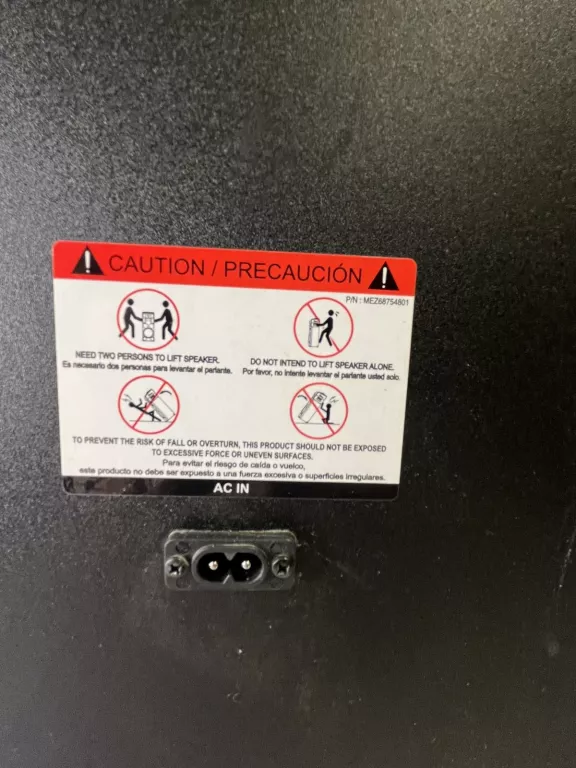 CAUTION / PRECAUCIÓN
P/N : MEZ68754801
NEED TWO PERSONS TO LIFT SPEAKER.
Es necesario dos personas para levantar el parlante.
DO NOT INTEND TO LIFT SPEAKER ALONE.
Por favor, no intente levantar el parlante usted solo.
TO PREVENT THE RISK OF FALL OR OVERTURN, THIS PRODUCT SHOULD NOT BE EXPOSED
TO EXCESSIVE FORCE OR UNEVEN SURFACES.
Para evitar el riesgo de caída o vuelco,
este producto no debe ser expuesto a una fuerza excesiva o superficies irregulares.
AC IN